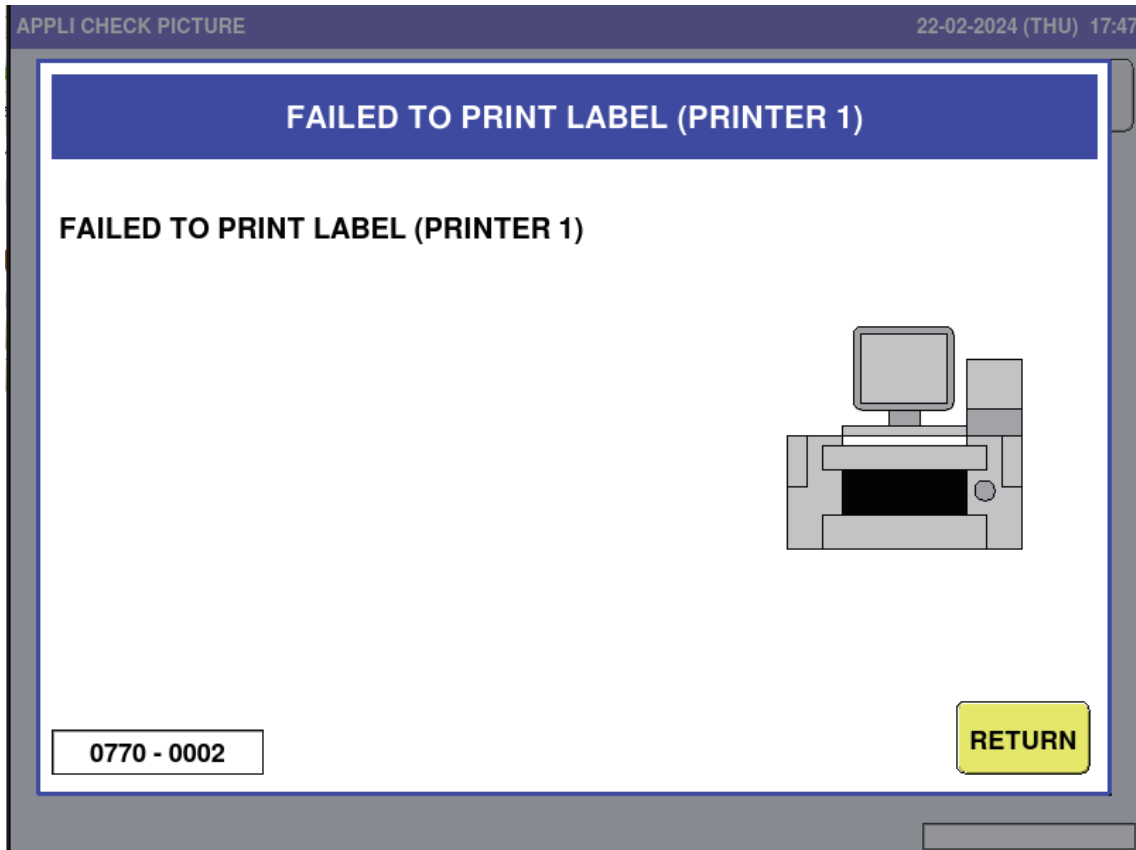 APPLI CHECK PICTURE 22-02-2024 (THU) 17:47
FAILED TO PRINT LABEL (PRINTER 1)
FAILED TO PRINT LABEL (PRINTER 1)
0770 - 0002
RETURN